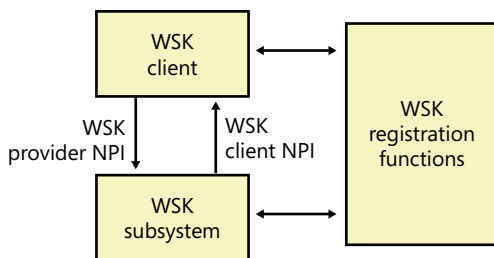 WSK
client
WSK
registration
functions
WSK
provider NPI
WSK
client NPI
WSK
subsystem